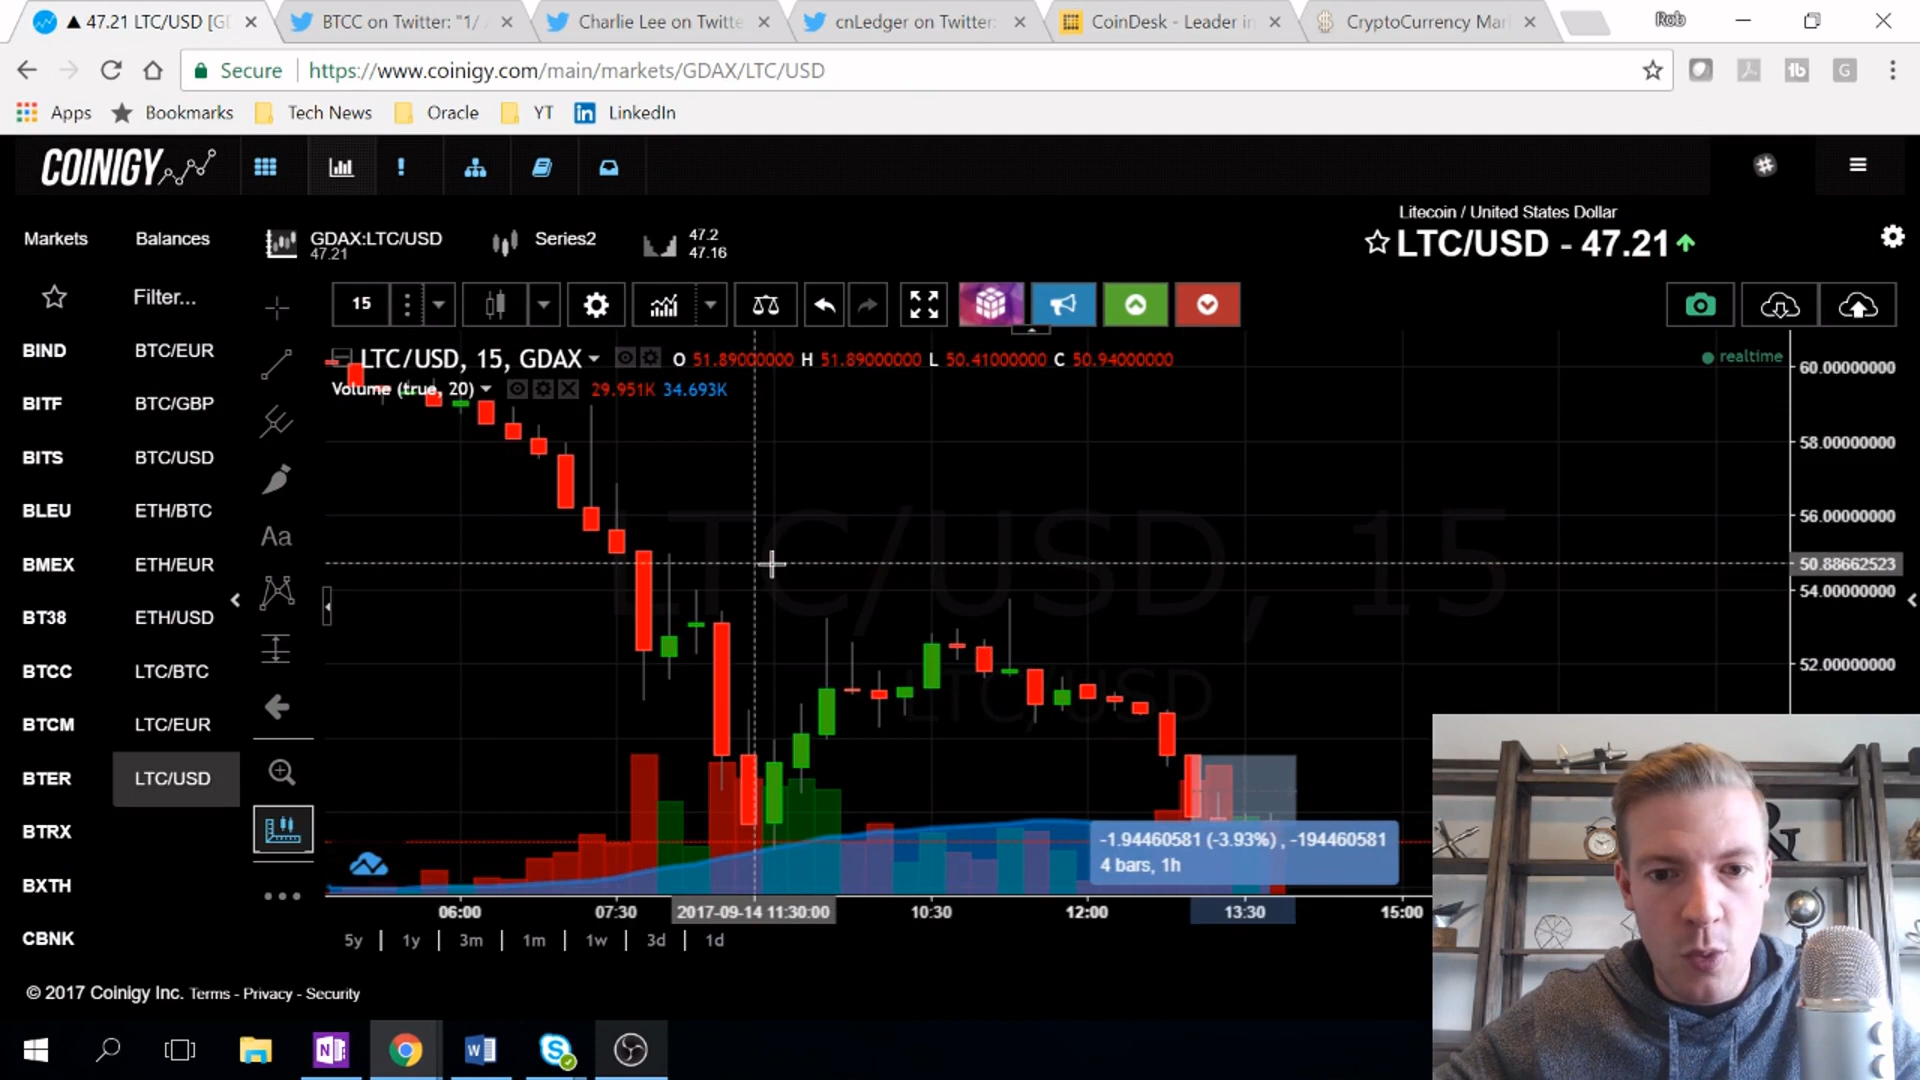 ▲ 47.21 LTC/USD [GD
BTCC on Twitter: "1/
Charlie Lee on Twitte
cnLedger on Twitter:
CoinDesk - Leader in
CryptoCurrency Mar
Rob
Secure
https://www.coinigy.com/main/markets/GDAX/LTC/USD
Apps
Bookmarks
Tech News
Oracle
YT
LinkedIn
COINIGY
Litecoin / United States Dollar
LTC/USD - 47.21
Markets
Balances
GDAX:LTC/USD
47.21
Series2
47.2
47.16
Filter...
15
LTC/USD, 15, GDAX
O 51.89000000 H 51.89000000 L 50.41000000 C 50.94000000
Volume (true, 20)
29.951K 34.693K
realtime
BIND BTC/EUR
BITF BTC/GBP
BITS BTC/USD
BLEU ETH/BTC
BMEX ETH/EUR
BT38 ETH/USD
BTCC LTC/BTC
BTCM LTC/EUR
BTER LTC/USD
BTRX
BXTH
CBNK
Aa
60.00000000
58.00000000
56.00000000
50.88662523
54.00000000
52.00000000
LTC/USD, 15
LTC/USD
-1.94460581 (-3.93%) , -194460581
4 bars, 1h
06:00
07:30
2017-09-14 11:30:00
10:30
12:00
13:30
15:00
5y | 1y | 3m | 1m | 1w | 3d | 1d
© 2017 Coinigy Inc. Terms - Privacy - Security